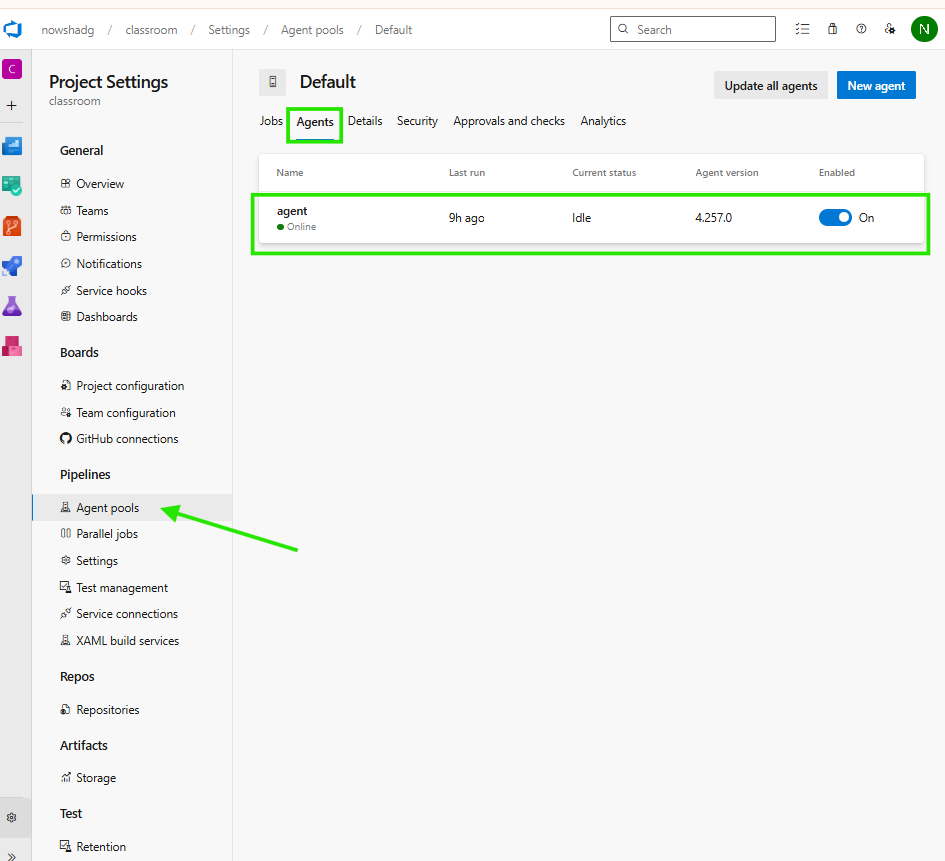 nowshadg / classroom / Settings / Agent pools / Default
Search
N
C
Project Settings
classroom
General
Overview
Teams
Permissions
Notifications
Service hooks
Dashboards
Boards
Project configuration
Team configuration
GitHub connections
Pipelines
Agent pools
Parallel jobs
Settings
Test management
Service connections
XAML build services
Repos
Repositories
Artifacts
Storage
Test
Retention
Default
Update all agents
New agent
Jobs Agents Details Security Approvals and checks Analytics
Name Last run Current status Agent version Enabled
agent 9h ago Idle 4.257.0 On
Online